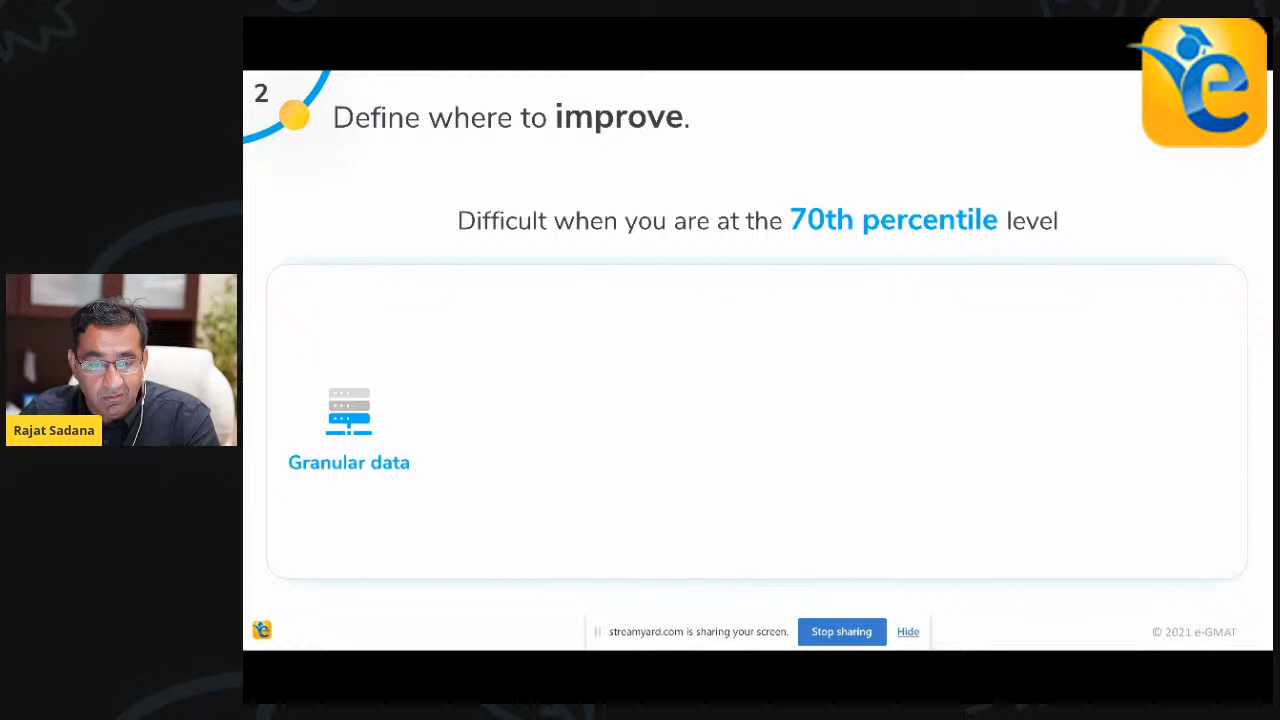 2
Define where to improve.
Difficult when you are at the 70th percentile level
Granular data
Rajat Sadana
streamyard.com is sharing your screen.
Stop sharing
Hide
© 2021 e-GMAT